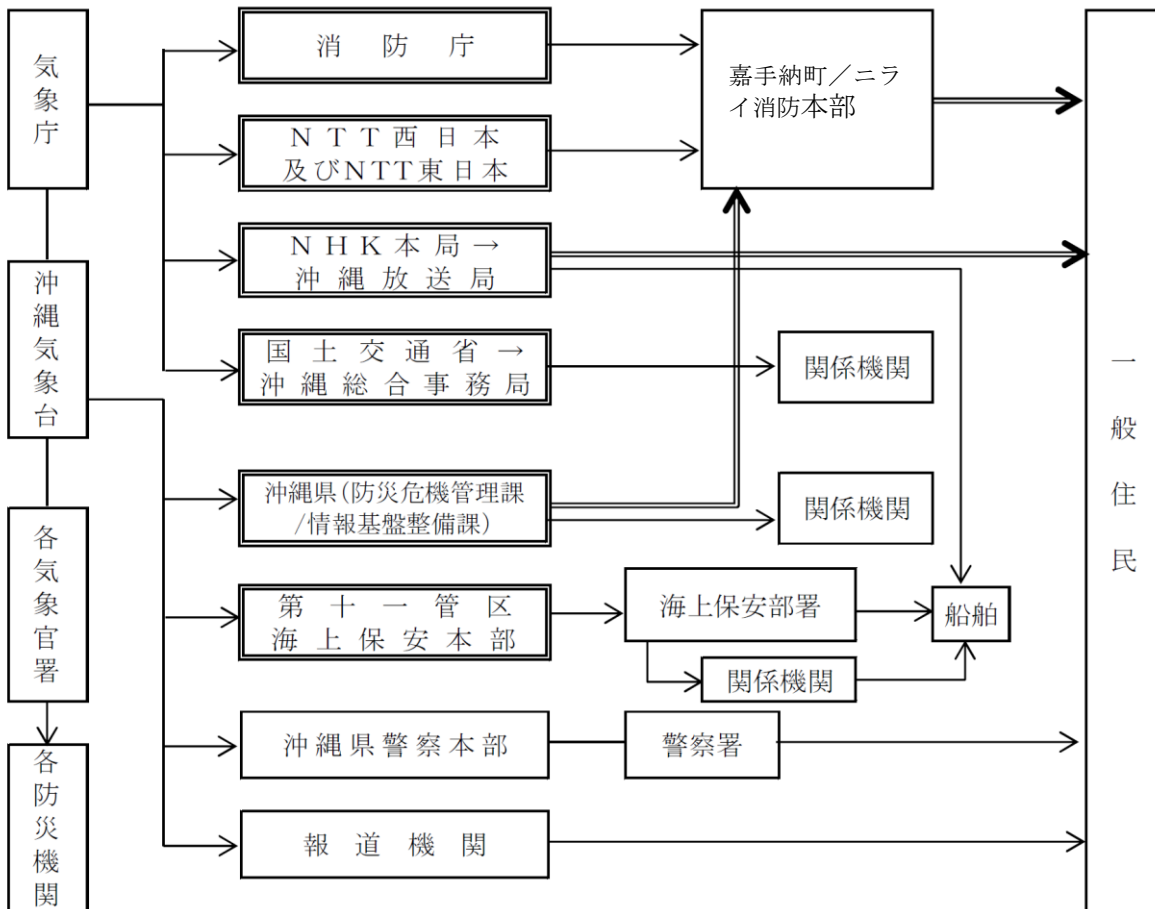 気象庁
沖縄気象台
各気象官署
各防災機関
消防庁
NTT西日本
及びNTT東日本
NHK本局→
沖縄放送局
国土交通省→
沖縄総合事務局
沖縄県(防災危機管理課
/情報基盤整備課)
第十一管区
海上保安本部
沖縄県警察本部
報道機関
嘉手納町/ニラ
イ消防本部
関係機関
関係機関
海上保安部署
関係機関
船舶
警察署
一般住民